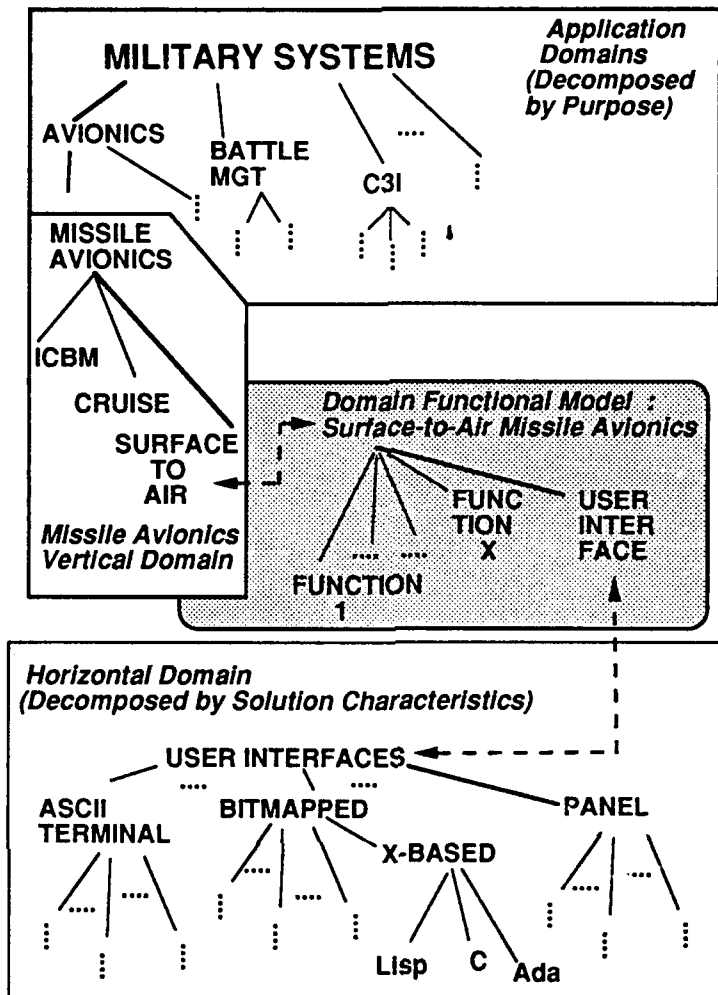 Application
Domains
(Decomposed
by Purpose)
MILITARY SYSTEMS
AVIONICS
BATTLE
MGT
C3I
MISSILE
AVIONICS
ICBM
CRUISE
SURFACE
TO
AIR
Missile Avionics
Vertical Domain
Domain Functional Model :
Surface-to-Air Missile Avionics
FUNC
TION
X
USER
INTER
FACE
FUNCTION
1
Horizontal Domain
(Decomposed by Solution Characteristics)
USER INTERFACES
ASCII
TERMINAL
BITMAPPED
PANEL
X-BASED
Lisp
C
Ada